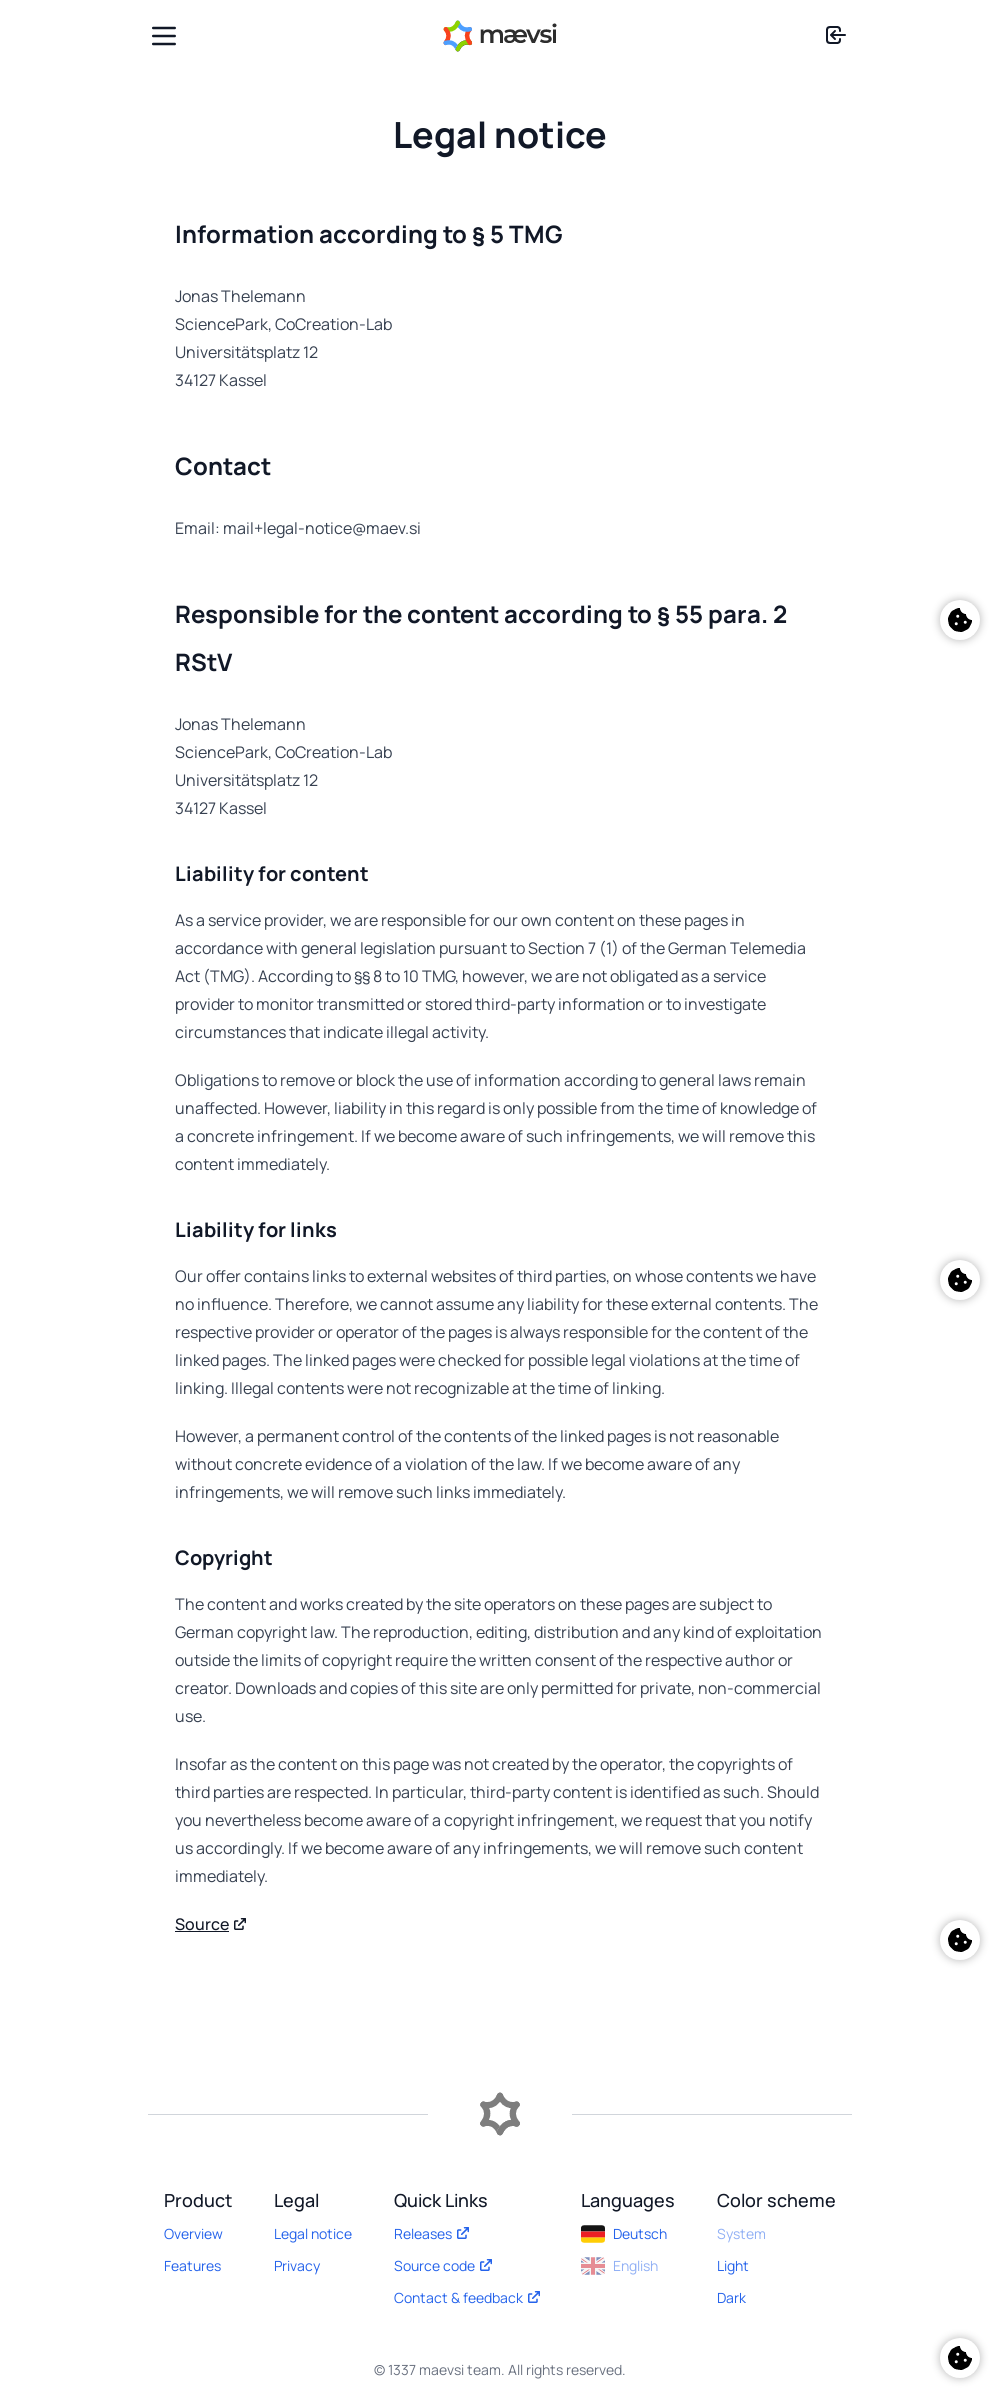 mævsi
Legal notice
Information according to § 5 TMG
Jonas Thelemann
SciencePark, CoCreation-Lab
Universitätsplatz 12
34127 Kassel
Contact
Email: mail+legal-notice@maev.si
Responsible for the content according to § 55 para. 2
RStV
Jonas Thelemann
SciencePark, CoCreation-Lab
Universitätsplatz 12
34127 Kassel
Liability for content
As a service provider, we are responsible for our own content on these pages in
accordance with general legislation pursuant to Section 7 (1) of the German Telemedia
Act (TMG). According to §§ 8 to 10 TMG, however, we are not obligated as a service
provider to monitor transmitted or stored third-party information or to investigate
circumstances that indicate illegal activity.
Obligations to remove or block the use of information according to general laws remain
unaffected. However, liability in this regard is only possible from the time of knowledge of
a concrete infringement. If we become aware of such infringements, we will remove this
content immediately.
Liability for links
Our offer contains links to external websites of third parties, on whose contents we have
no influence. Therefore, we cannot assume any liability for these external contents. The
respective provider or operator of the pages is always responsible for the content of the
linked pages. The linked pages were checked for possible legal violations at the time of
linking. Illegal contents were not recognizable at the time of linking.
However, a permanent control of the contents of the linked pages is not reasonable
without concrete evidence of a violation of the law. If we become aware of any
infringements, we will remove such links immediately.
Copyright
The content and works created by the site operators on these pages are subject to
German copyright law. The reproduction, editing, distribution and any kind of exploitation
outside the limits of copyright require the written consent of the respective author or
creator. Downloads and copies of this site are only permitted for private, non-commercial
use.
Insofar as the content on this page was not created by the operator, the copyrights of
third parties are respected. In particular, third-party content is identified as such. Should
you nevertheless become aware of a copyright infringement, we request that you notify
us accordingly. If we become aware of any infringements, we will remove such content
immediately.
Source
Product
Overview
Features
Legal
Legal notice
Privacy
Quick Links
Releases
Source code
Contact & feedback
Languages
Deutsch
English
Color scheme
System
Light
Dark
© 1337 maevsi team. All rights reserved.